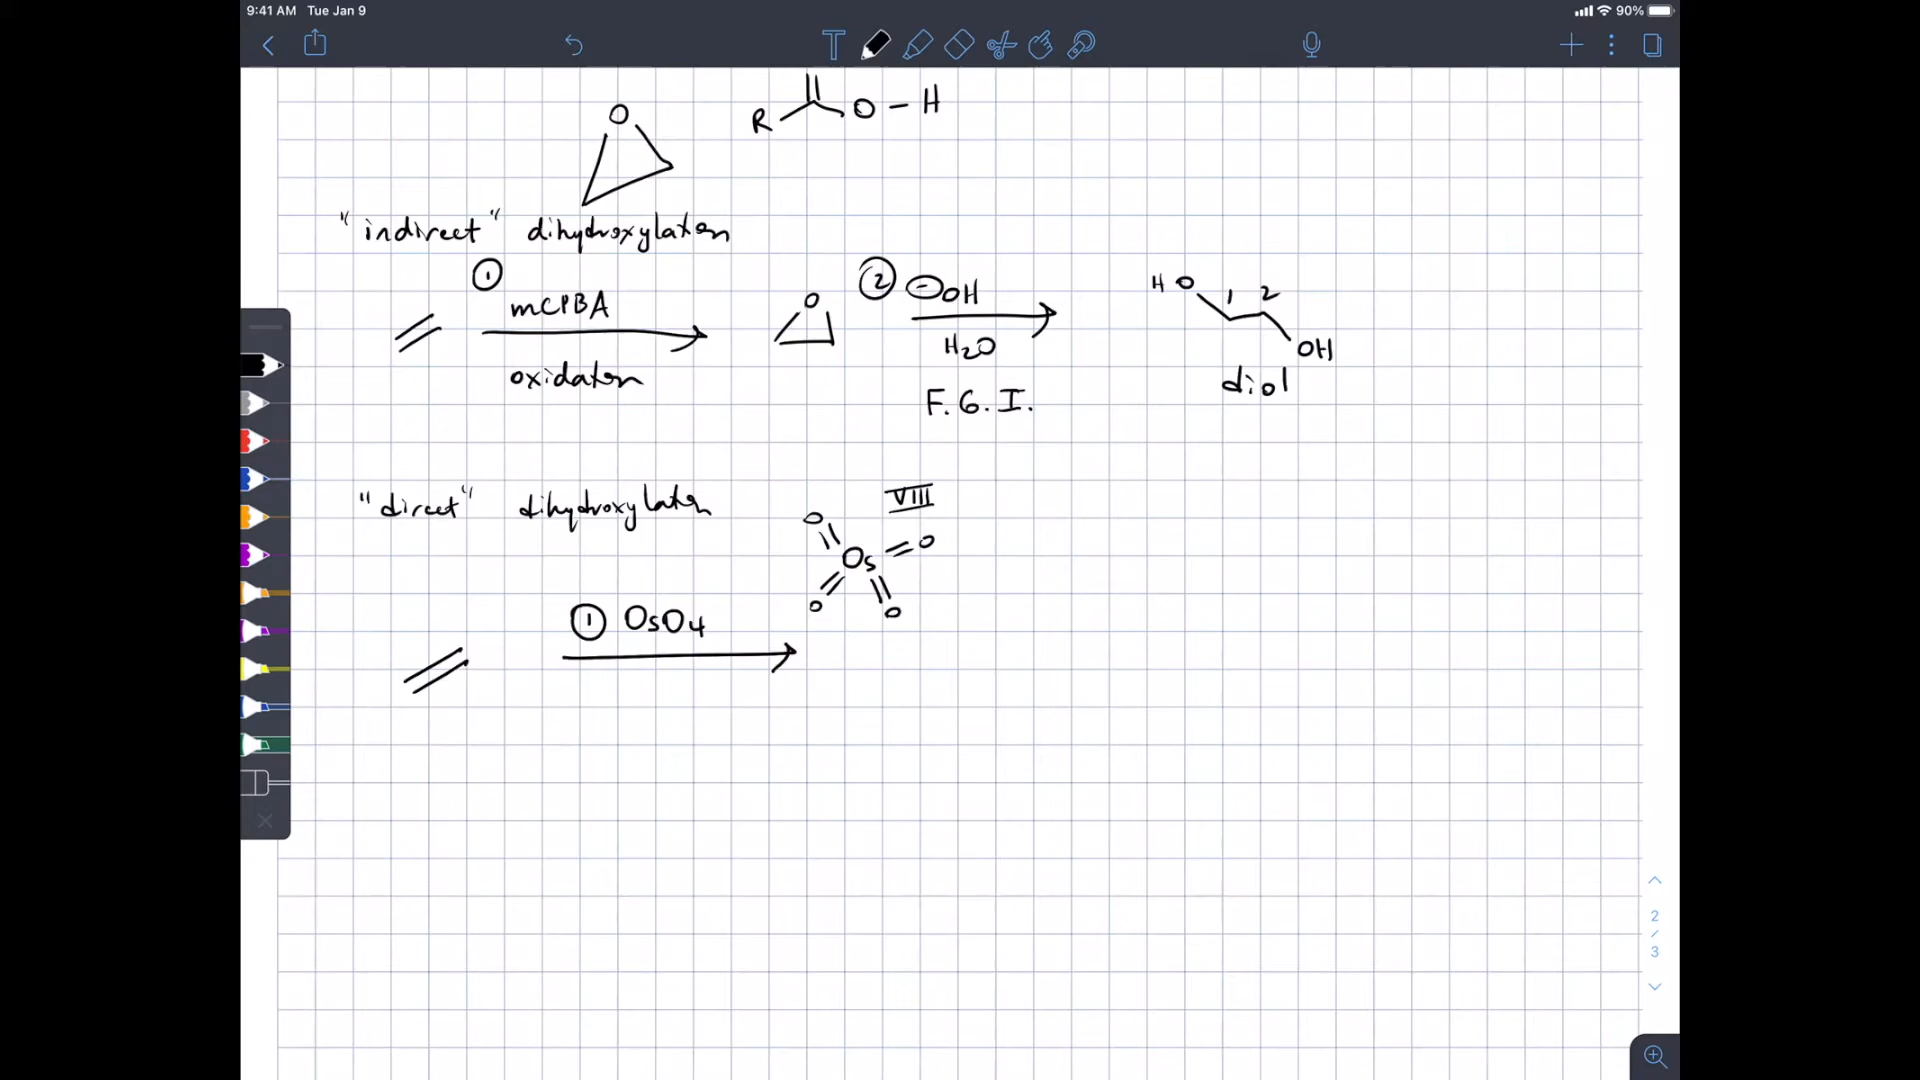 9:41 AM Tue Jan 9
90%
T
O
R O – H
"indirect" dihydroxylation
① mCPBA
oxidation
O
② ⊖OH
H2O
F.G.I.
HO 1 2 OH
diol
"direct" dihydroxylation
VIII
O O
Os
O O
① OsO4
2
/
3